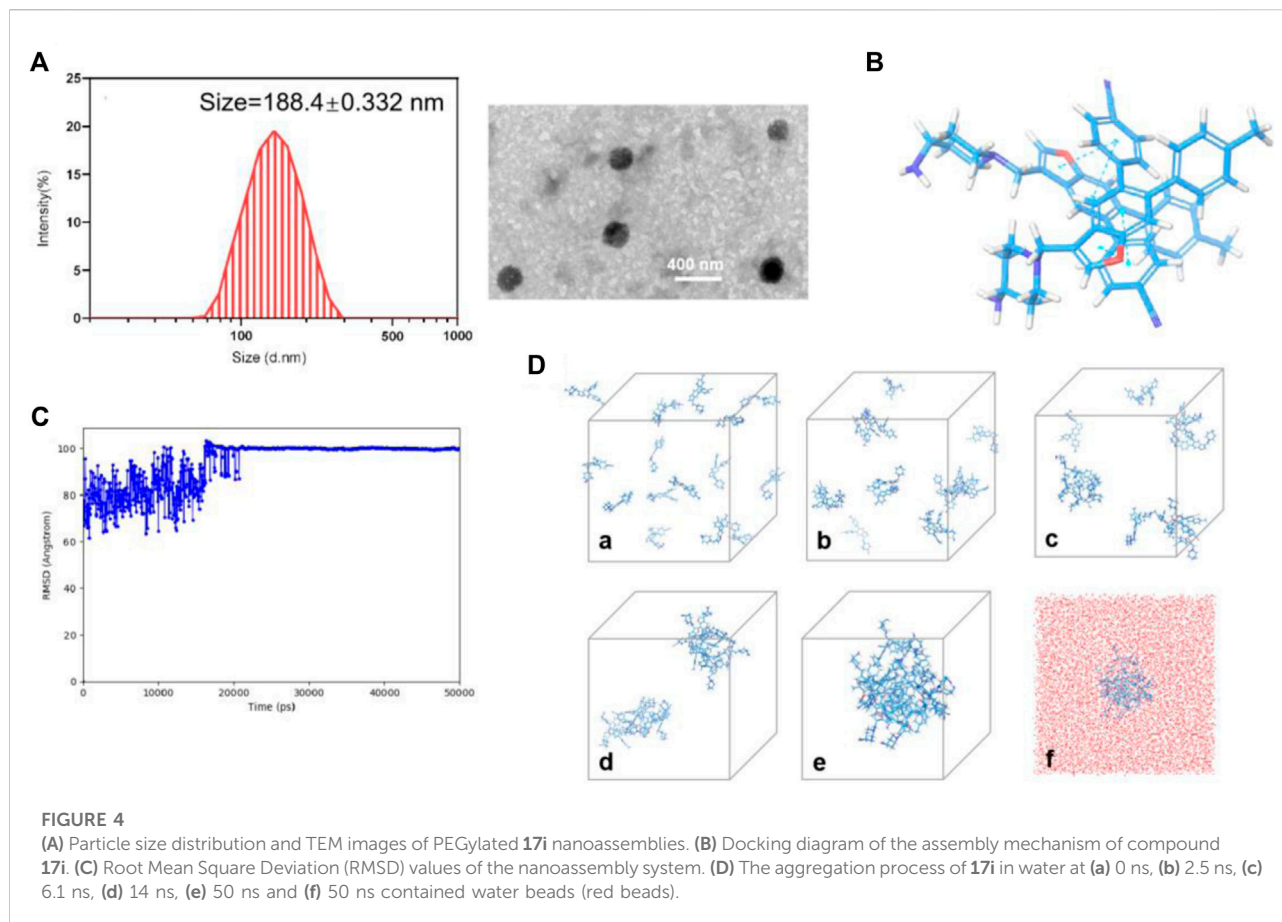 A
25
20
15
10
5
0
Intensity(%)
Size=188.4±0.332 nm
100
500
1000
Size (d.nm)
400 nm
B
C
100
80
60
40
20
0
RMSD (Angstrom)
0
10000
20000
30000
40000
50000
Time (ps)
D
a
b
c
d
e
f
FIGURE 4
(A) Particle size distribution and TEM images of PEGylated 17i nanoassemblies. (B) Docking diagram of the assembly mechanism of compound
17i. (C) Root Mean Square Deviation (RMSD) values of the nanoassembly system. (D) The aggregation process of 17i in water at (a) 0 ns, (b) 2.5 ns, (c)
6.1 ns, (d) 14 ns, (e) 50 ns and (f) 50 ns contained water beads (red beads).